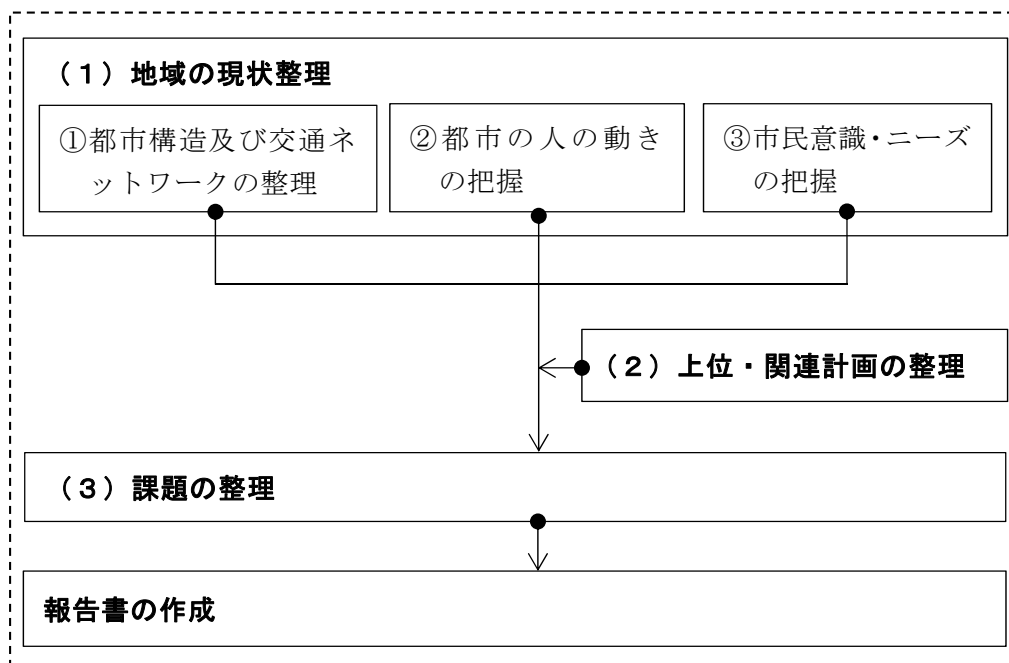 （１）地域の現状整理
①都市構造及び交通ネ
ットワークの整理
②都市の人の動き
の把握
③市民意識・ニーズ
の把握
（２）上位・関連計画の整理
（３）課題の整理
報告書の作成